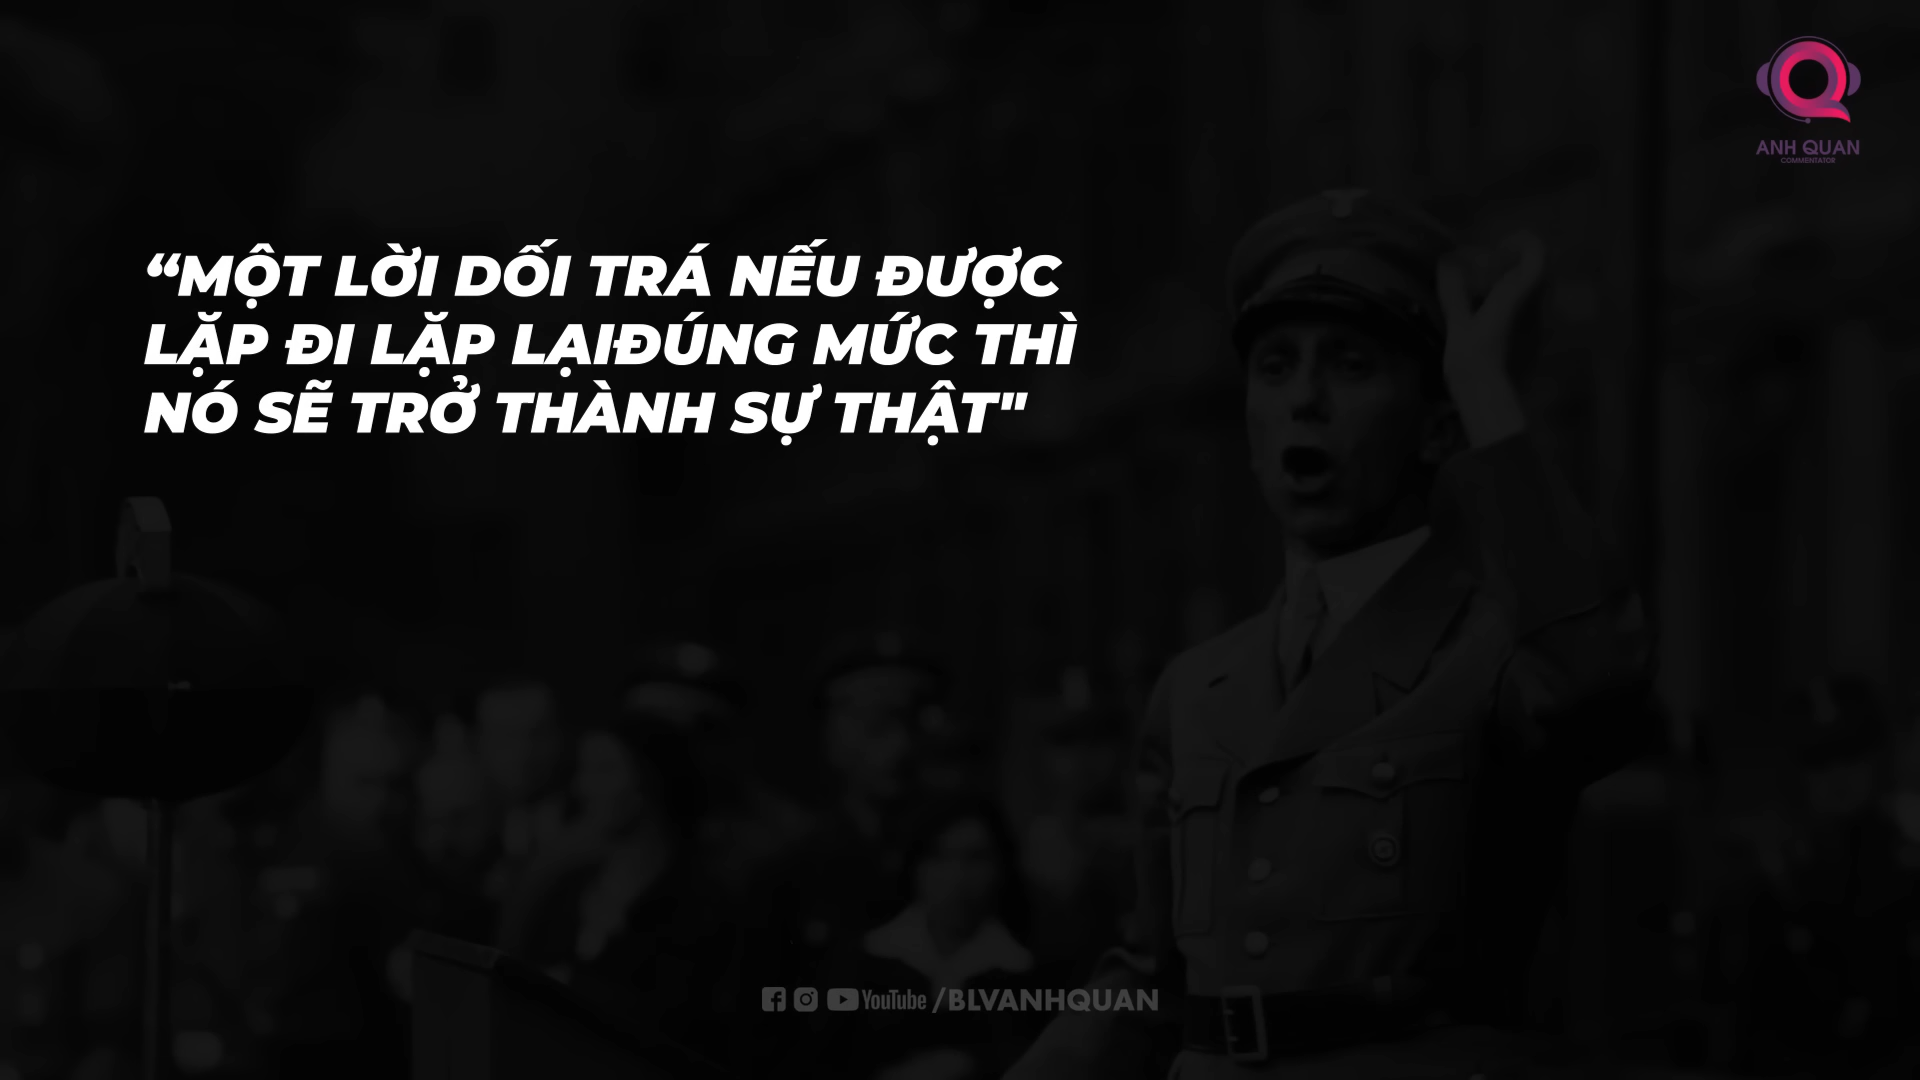 ANH QUAN
COMMENTATOR
“MỘT LỜI DỐI TRÁ NẾU ĐƯỢC
LẶP ĐI LẶP LẠIĐÚNG MỨC THÌ
NÓ SẼ TRỞ THÀNH SỰ THẬT"
YouTube /BLVANHQUAN